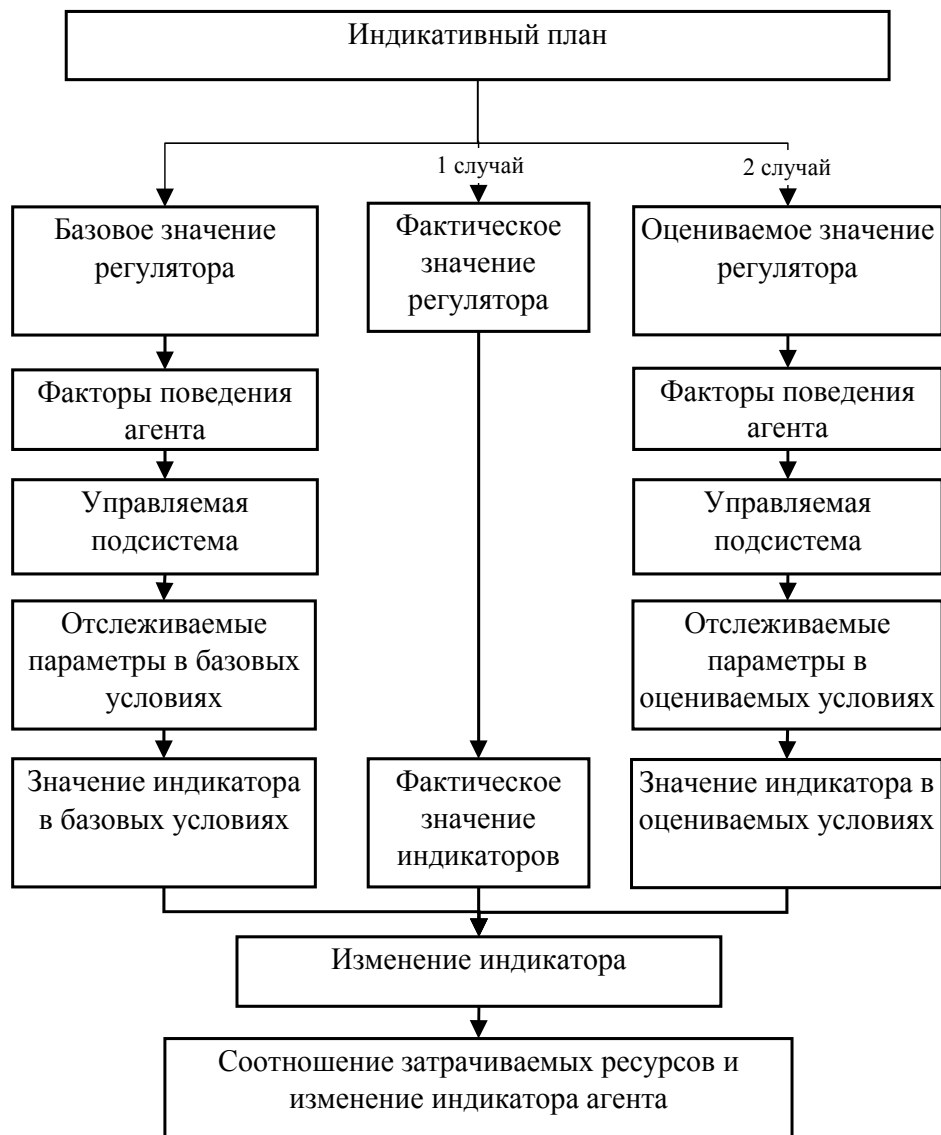 Индикативный план
1 случай
2 случай
Базовое значение
регулятора
Фактическое
значение
регулятора
Оцениваемое значение
регулятора
Факторы поведения
агента
Факторы поведения
агента
Управляемая
подсистема
Управляемая
подсистема
Отслеживаемые
параметры в базовых
условиях
Отслеживаемые
параметры в
оцениваемых условиях
Значение индикатора
в базовых условиях
Фактическое
значение
индикаторов
Значение индикатора в
оцениваемых условиях
Изменение индикатора
Соотношение затрачиваемых ресурсов и
изменение индикатора агента